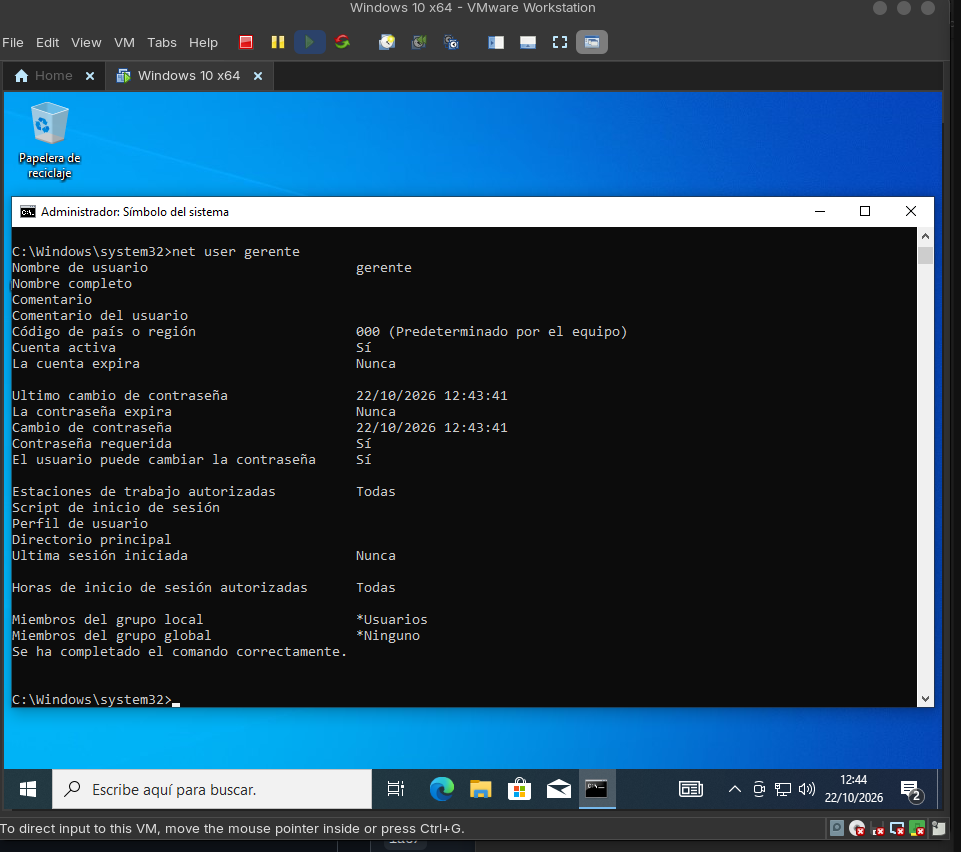 Windows 10 x64 - VMware Workstation
File Edit View VM Tabs Help
Home Windows 10 x64
Papelera de
reciclaje
Administrador: Símbolo del sistema
C:\Windows\system32>net user gerente
Nombre de usuario gerente
Nombre completo
Comentario
Comentario del usuario
Código de país o región 000 (Predeterminado por el equipo)
Cuenta activa Sí
La cuenta expira Nunca
Ultimo cambio de contraseña 22/10/2026 12:43:41
La contraseña expira Nunca
Cambio de contraseña 22/10/2026 12:43:41
Contraseña requerida Sí
El usuario puede cambiar la contraseña Sí
Estaciones de trabajo autorizadas Todas
Script de inicio de sesión
Perfil de usuario
Directorio principal
Ultima sesión iniciada Nunca
Horas de inicio de sesión autorizadas Todas
Miembros del grupo local *Usuarios
Miembros del grupo global *Ninguno
Se ha completado el comando correctamente.
C:\Windows\system32>
Escribe aquí para buscar.
12:44
22/10/2026
2
To direct input to this VM, move the mouse pointer inside or press Ctrl+G.